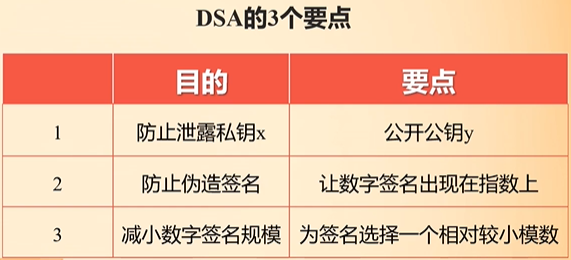 DSA的3个要点
目的 要点
1 防止泄露私钥x 公开公钥y
2 防止伪造签名 让数字签名出现在指数上
3 减小数字签名规模 为签名选择一个相对较小模数